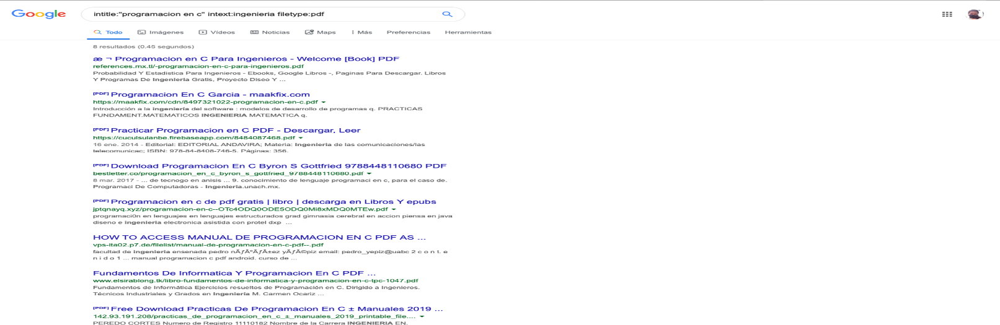 Google
intitle:"programacion en c" intext:ingenieria filetype:pdf
Todo Imágenes Vídeos Noticias Maps Más Preferencias Herramientas
8 resultados (0.45 segundos)
æ ¬ Programacion en C Para Ingenieros - Welcome [Book] PDF
references.mx.tl/-programacion-en-c-para-ingenieros.pdf
Probabilidad Y Estadistica Para Ingenieros - Ebooks, Google Libros -, Paginas Para Descargar. Libros
Y Programas De Ingenieria Gratis, Proyecto Disco Y ...
[PDF] Programacion En C Garcia - maakfix.com
https://maakfix.com/cdn/8497321022-programacion-en-c.pdf
Introducción a la ingeniería del software : modelos de desarrollo de programas q. PRACTICAS
FUNDAMENT.MATEMATICOS INGENIERIA MATEMATICA q.
[PDF] Practicar Programacion en C PDF - Descargar, Leer
https://cuculsulanbe.firebaseapp.com/8484087468.pdf
16 ene. 2014 - Editorial: EDITORIAL ANDAVIRA; Materia: Ingenieria de las comunicaciones/las
telecomunicac; ISBN: 978-84-8408-746-5. Páginas: 356.
[PDF] Download Programacion En C Byron S Gottfried 9788448110680 PDF
bestletter.co/programacion_en_c_byron_s_gottfried_9788448110680.pdf
8 mar. 2017 - ... de tecnogo en anisis ... 9. conocimiento de lenguaje programaci en c, para el caso de.
Programaci De Computadoras - Ingenieria.unach.mx.
[PDF] Programacion en c de pdf gratis | libro | descarga en Libros Y epubs
jptqnayq.xyz/programacion-en-c--OTc4ODQ0ODE5ODQ0Mi8xMDQ0MTEw.pdf
programaci0n en lenguajes en lenguajes estructurados grad gimnasia cerebral en accion piensa en java
diseno e ingenieria electronica asistida con protel dxp ...
HOW TO ACCESS MANUAL DE PROGRAMACION EN C PDF AS ...
vps-ita02.p7.de/filelist/manual-de-programacion-en-c-pdf--.pdf
facultad de ingenieria ensenada pedro nÃƒÂºÃƒÂ±ez yÃƒÂ©piz email: pedro_yepiz@uabc 2 c o n t. e
n i d o 1 ... manual programacion c pdf android. curso de ...
Fundamentos De Informatica Y Programacion En C PDF ...
www.elsirablong.tk/libro-fundamentos-de-informatica-y-programacion-en-c-tpc-1047.pdf
Fundamentos de Informática Ejercicios resueltos de Programación en C. Dirigido a Ingenieros.
Técnicos Industriales y Grados en Ingeniería M. Carmen Ocariz ...
[PDF] Free Download Practicas De Programacion En C ± Manuales 2019 ...
142.93.191.208/practicas_de_programacion_en_c_±_manuales_2019_printable_file....
PEREDO CORTES Numero de Registro 11110182 Nombre de la Carrera INGENIERIA EN.